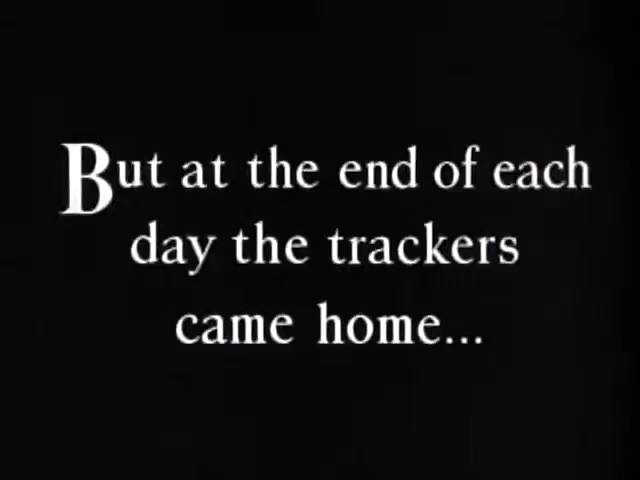 But at the end of each
day the trackers
came home...